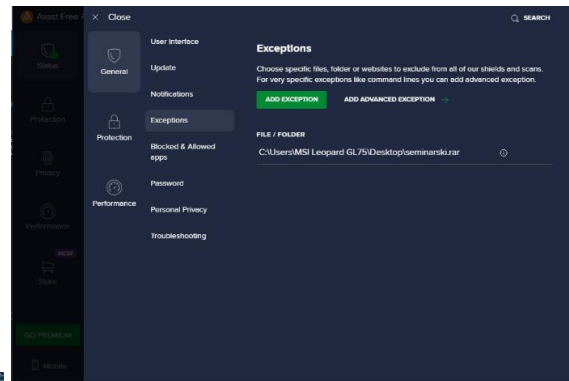 Avast Free
Close
SEARCH
Status
Protection
Privacy
Performance
NEW
Share
GO PREMIUM
Mobile
General
Protection
Performance
User Interface
Update
Notifications
Exceptions
Blocked & Allowed
apps
Password
Personal Privacy
Troubleshooting
Exceptions
Choose specific files, folder or websites to exclude from all of our shields and scans.
For very specific exceptions like command lines you can add advanced exception.
ADD EXCEPTION
ADD ADVANCED EXCEPTION
FILE / FOLDER
C:\Users\MSI Leopard GL75\Desktop\seminarski.rar